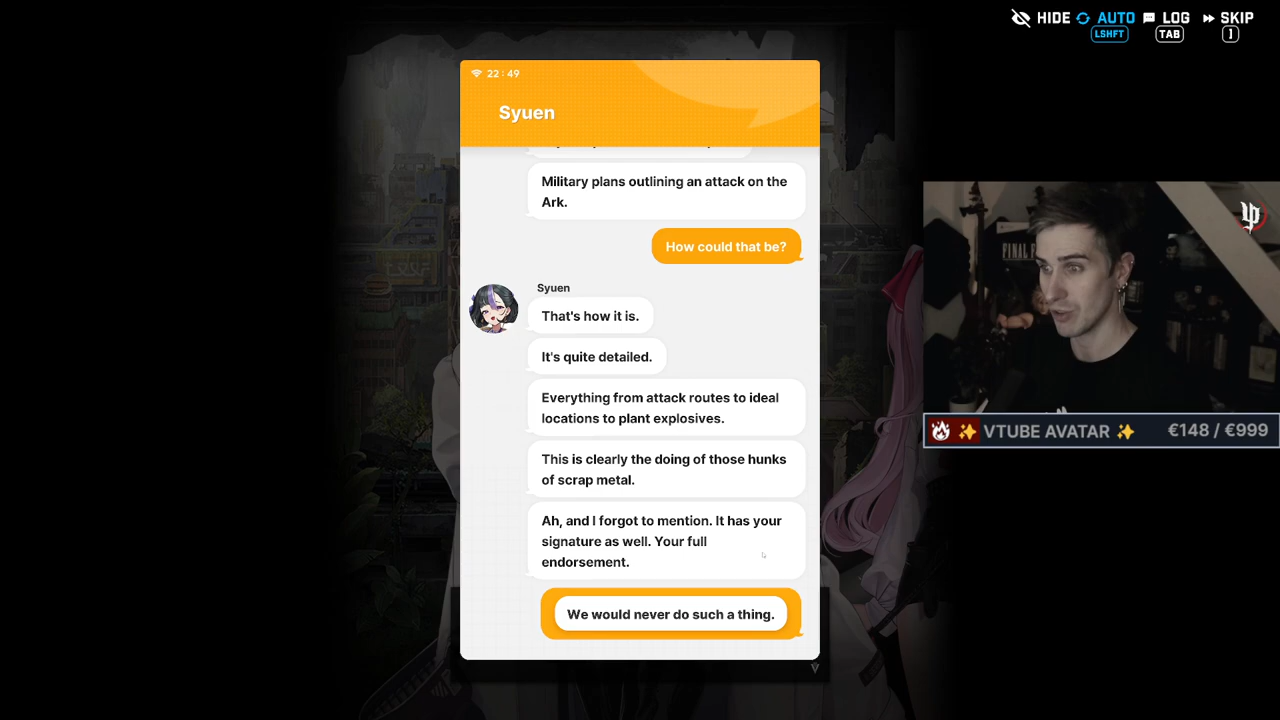 HIDE AUTO LOG SKIP
LSHFT TAB ]
22:49
Syuen
Military plans outlining an attack on the
Ark.
How could that be?
Syuen
That's how it is.
It's quite detailed.
Everything from attack routes to ideal
locations to plant explosives.
This is clearly the doing of those hunks
of scrap metal.
Ah, and I forgot to mention. It has your
signature as well. Your full
endorsement.
We would never do such a thing.
FINAL F
VTUBE AVATAR €148 / €999